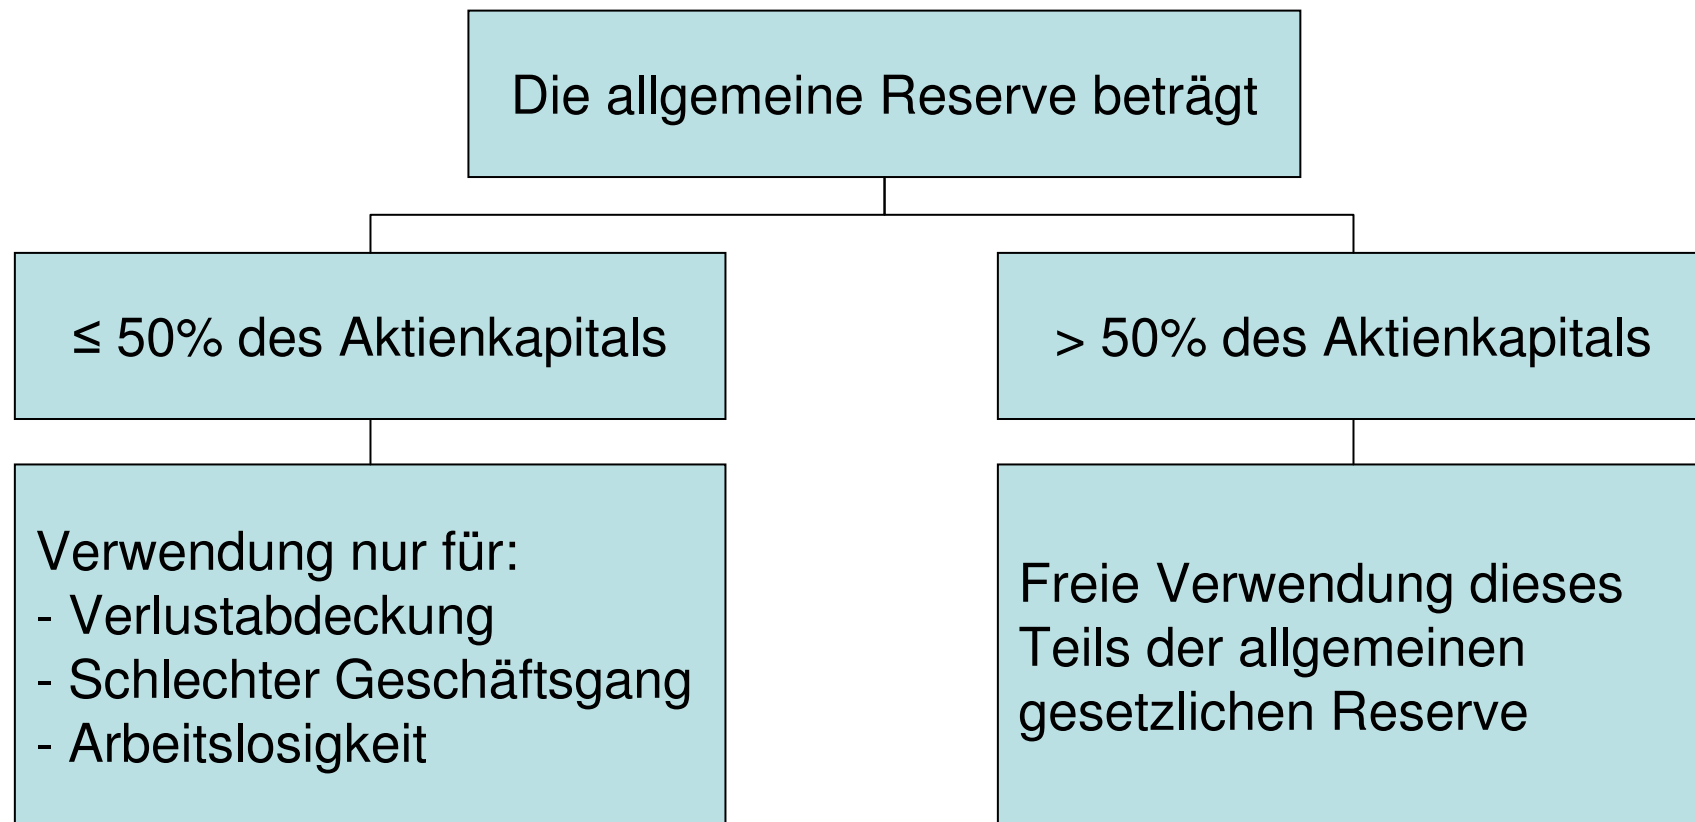 Die allgemeine Reserve beträgt
≤ 50% des Aktienkapitals
> 50% des Aktienkapitals
Verwendung nur für:
- Verlustabdeckung
- Schlechter Geschäftsgang
- Arbeitslosigkeit
Freie Verwendung dieses
Teils der allgemeinen
gesetzlichen Reserve